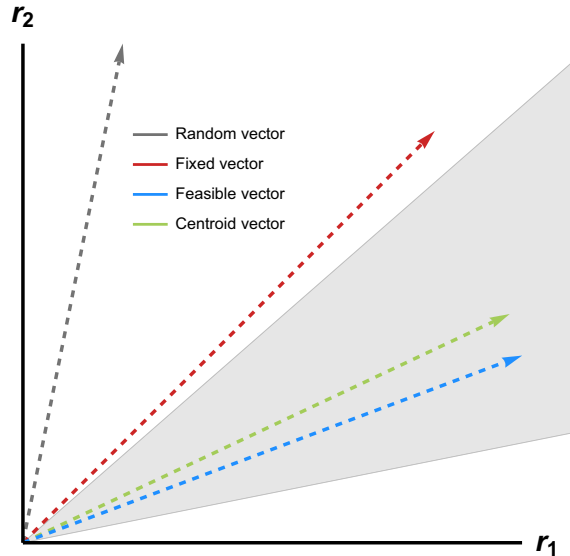 r2
Random vector
Fixed vector
Feasible vector
Centroid vector
r1